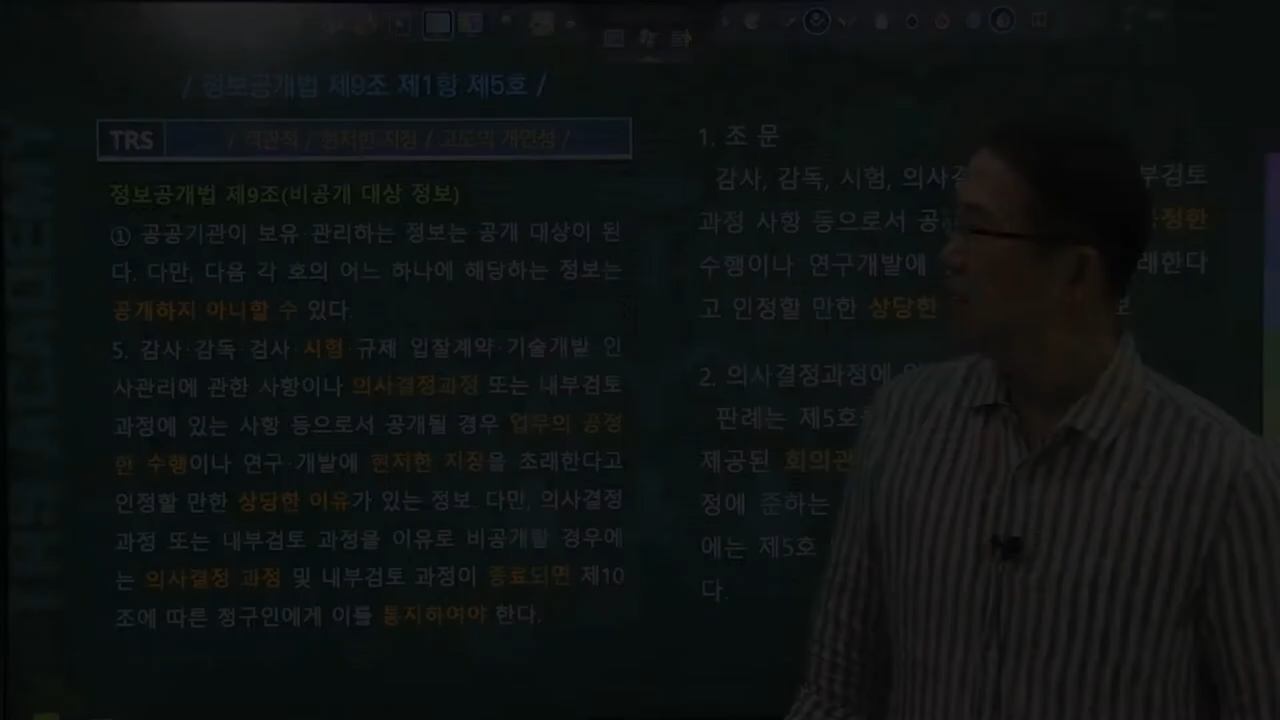 / 정보공개법 제9조 제1항 제5호 /
TRS
/ 객관적 / 현저한 지장 / 고도의 개연성 /
정보공개법 제9조(비공개 대상 정보)
① 공공기관이 보유 관리하는 정보는 공개 대상이 된
다. 다만, 다음 각 호의 어느 하나에 해당하는 정보는
공개하지 아니할 수 있다.
5. 감사·감독·검사·시험·규제·입찰계약·기술개발·인
사관리에 관한 사항이나 의사결정과정 또는 내부검토
과정에 있는 사항 등으로서 공개될 경우 업무의 공정
한 수행이나 연구·개발에 현저한 지장을 초래한다고
인정할 만한 상당한 이유가 있는 정보. 다만, 의사결정
과정 또는 내부검토 과정을 이유로 비공개할 경우에
는 의사결정 과정 및 내부검토 과정이 종료되면 제10
조에 따른 청구인에게 이를 통지하여야 한다.
1. 조 문
감사, 감독, 시험, 의사결 부검토
과정 사항 등으로서 공 공정한
수행이나 연구개발에 래한다
고 인정할 만한 상당한 보
2. 의사결정과정에
판례는 제5호
제공된 회의관
정에 준하는
에는 제5호
다.